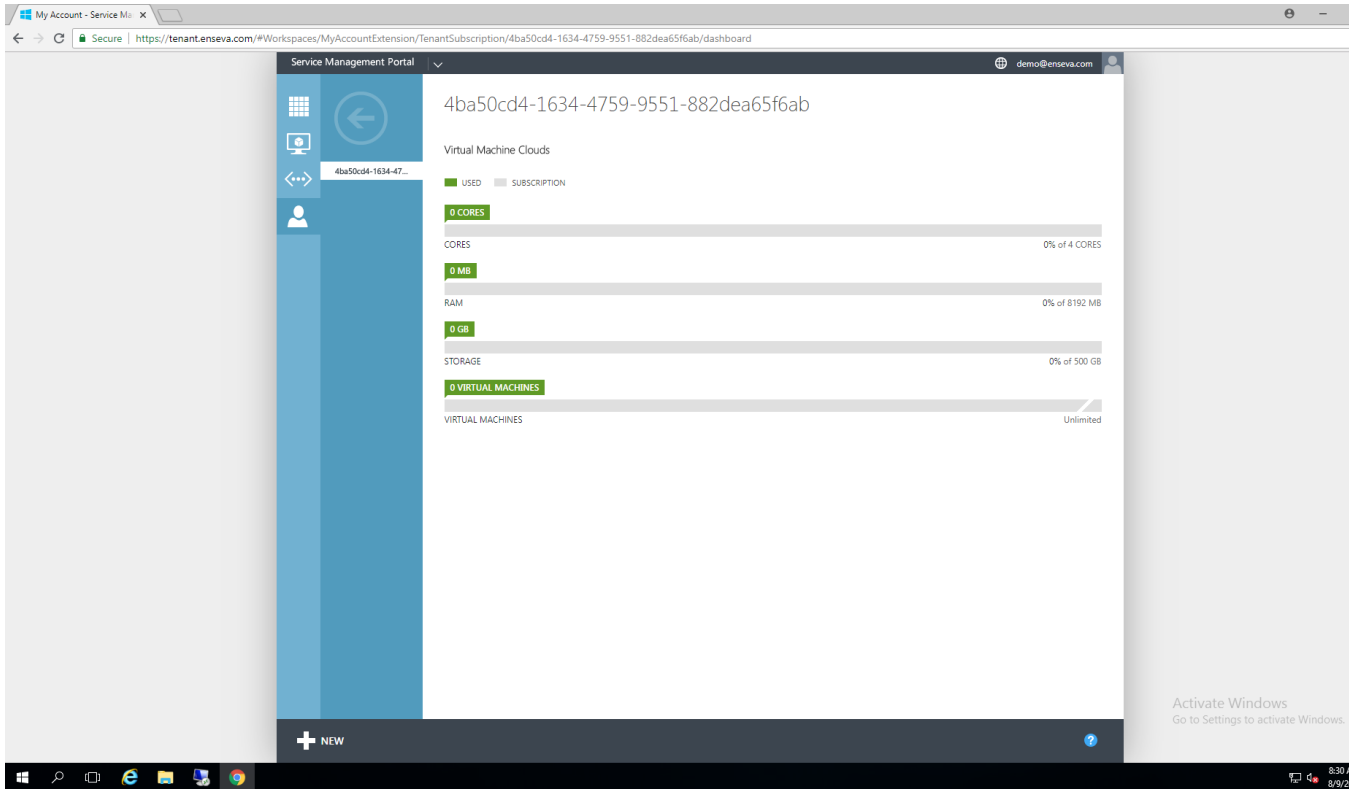 My Account - Service Ma
Secure | https://tenant.enseva.com/#Workspaces/MyAccountExtension/TenantSubscription/4ba50cd4-1634-4759-9551-882dea65f6ab/dashboard
Service Management Portal
demo@enseva.com
4ba50cd4-1634-47...
4ba50cd4-1634-4759-9551-882dea65f6ab
Virtual Machine Clouds
USED SUBSCRIPTION
0 CORES
CORES 0% of 4 CORES
0 MB
RAM 0% of 8192 MB
0 GB
STORAGE 0% of 500 GB
0 VIRTUAL MACHINES
VIRTUAL MACHINES Unlimited
Activate Windows
Go to Settings to activate Windows.
NEW
?
8:30 A
8/9/2